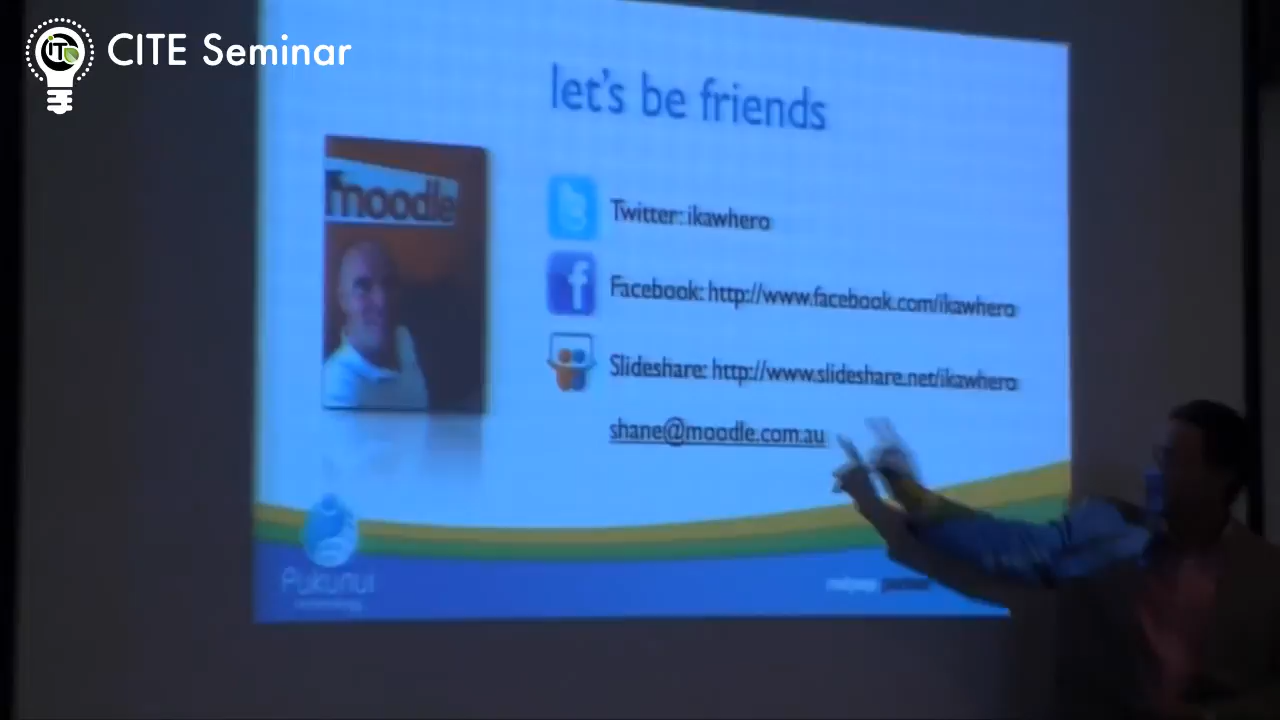 CITE Seminar
let's be friends
moodle
Twitter: ikawhero
Facebook: http://www.facebook.com/ikawhero
Slideshare: http://www.slideshare.net/ikawhero
shane@moodle.com.au
Pukunui